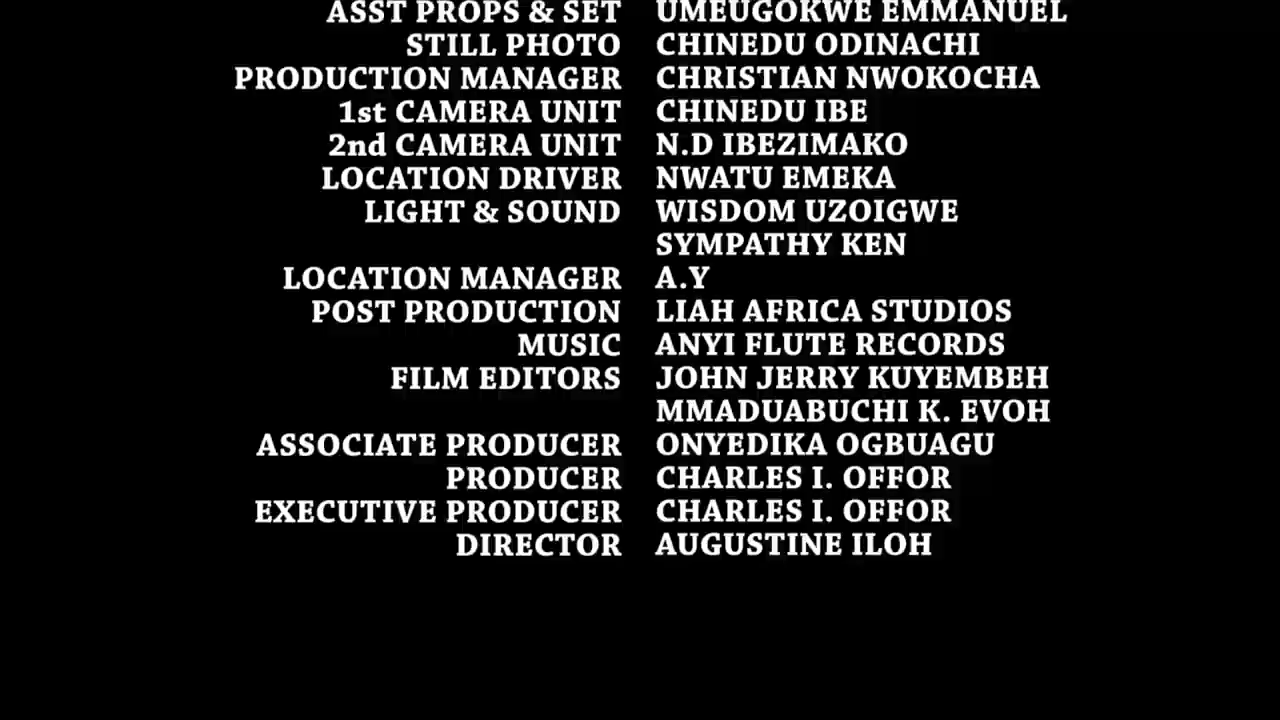 ASST PROPS & SET UMEUGOKWE EMMANUEL
STILL PHOTO CHINEDU ODINACHI
PRODUCTION MANAGER CHRISTIAN NWOKOCHA
1st CAMERA UNIT CHINEDU IBE
2nd CAMERA UNIT N.D IBEZIMAKO
LOCATION DRIVER NWATU EMEKA
LIGHT & SOUND WISDOM UZOIGWE
SYMPATHY KEN
LOCATION MANAGER A.Y
POST PRODUCTION LIAH AFRICA STUDIOS
MUSIC ANYI FLUTE RECORDS
FILM EDITORS JOHN JERRY KUYEMBEH
MMADUABUCHI K. EVOH
ASSOCIATE PRODUCER ONYEDIKA OGBUAGU
PRODUCER CHARLES I. OFFOR
EXECUTIVE PRODUCER CHARLES I. OFFOR
DIRECTOR AUGUSTINE ILOH